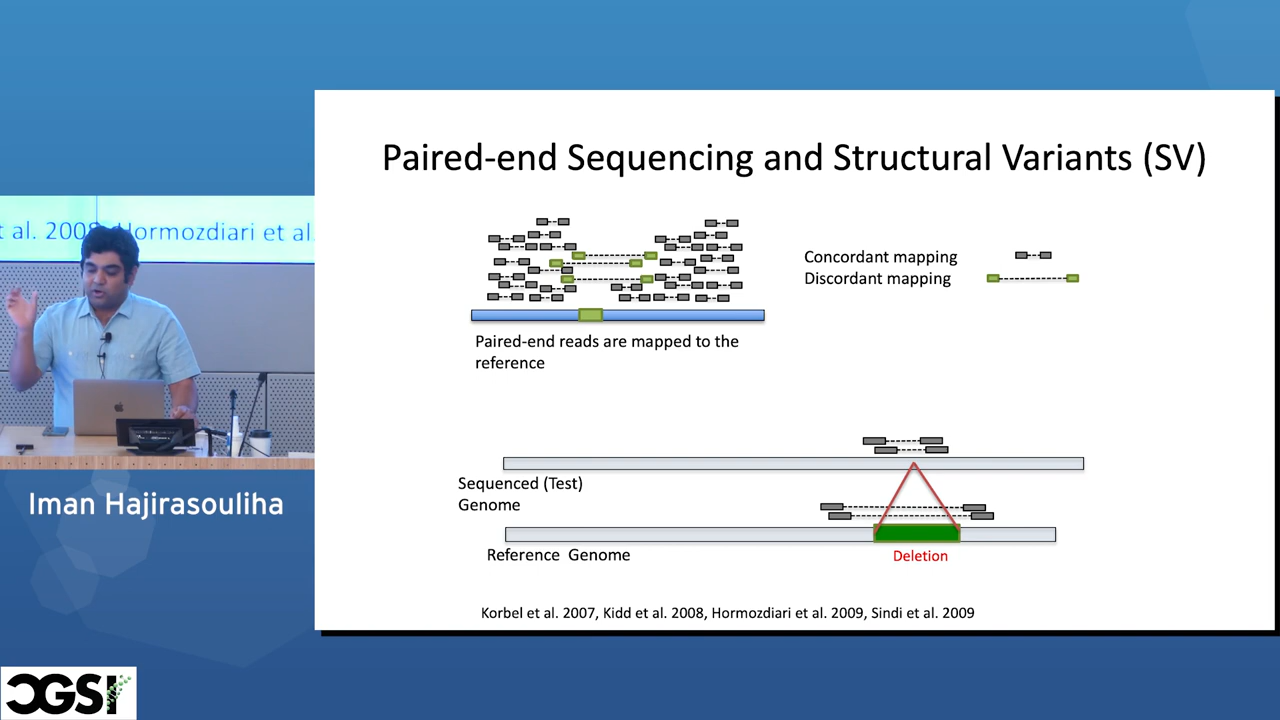 Paired-end Sequencing and Structural Variants (SV)
t al. 2008, Hormozdiari et al.
Concordant mapping
Discordant mapping
Paired-end reads are mapped to the
reference
Sequenced (Test)
Genome
Reference Genome
Deletion
Korbel et al. 2007, Kidd et al. 2008, Hormozdiari et al. 2009, Sindi et al. 2009
Iman Hajirasouliha
CGSI